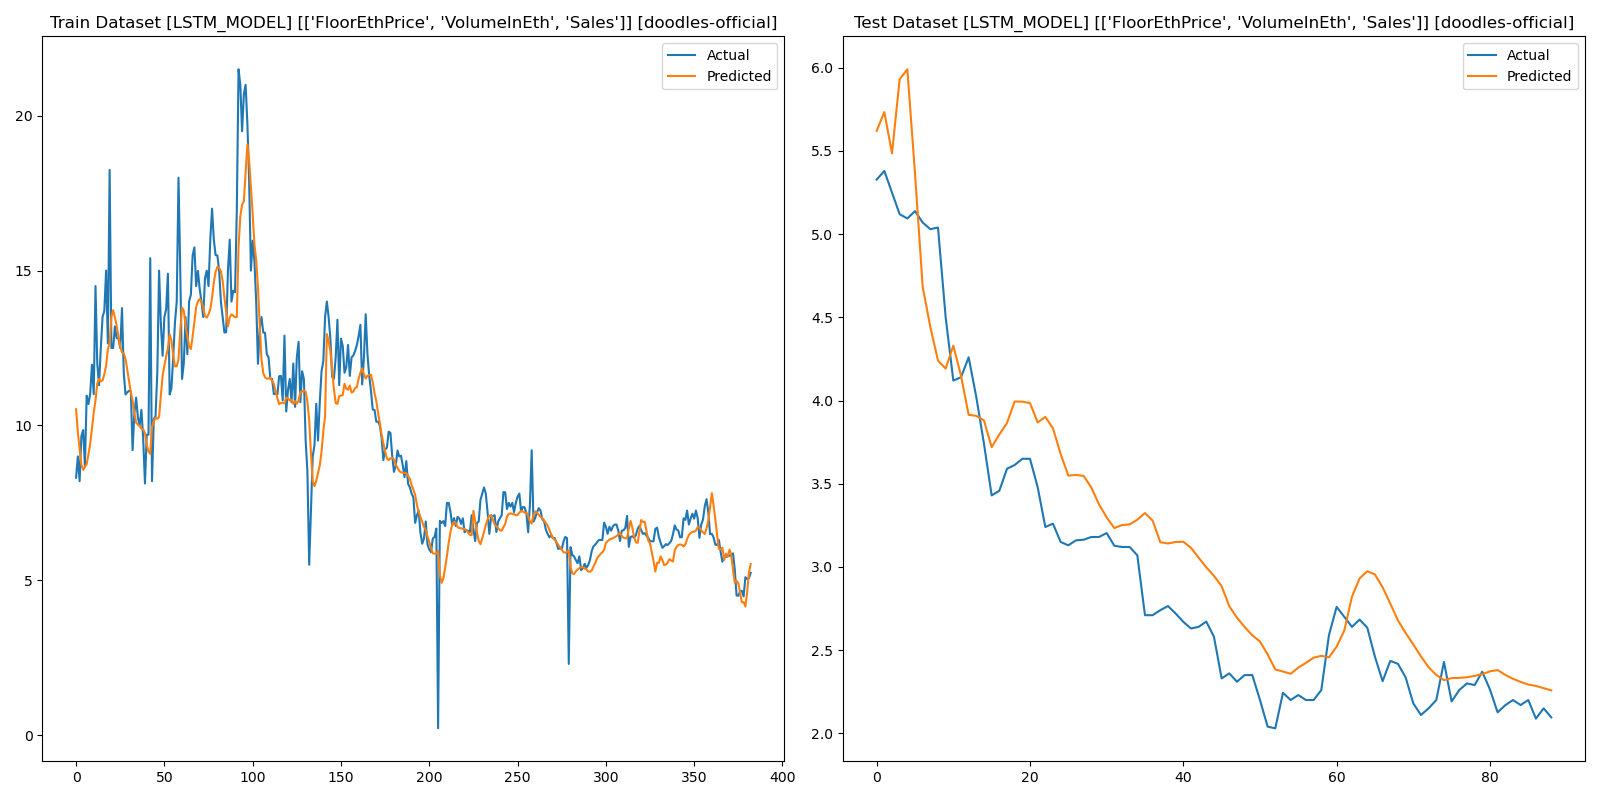 Train Dataset [LSTM_MODEL] [['FloorEthPrice', 'VolumeInEth', 'Sales']] [doodles-official]
Actual
Predicted
20
15
10
5
0
0 50 100 150 200 250 300 350 400
Test Dataset [LSTM_MODEL] [['FloorEthPrice', 'VolumeInEth', 'Sales']] [doodles-official]
Actual
Predicted
6.0
5.5
5.0
4.5
4.0
3.5
3.0
2.5
2.0
0 20 40 60 80